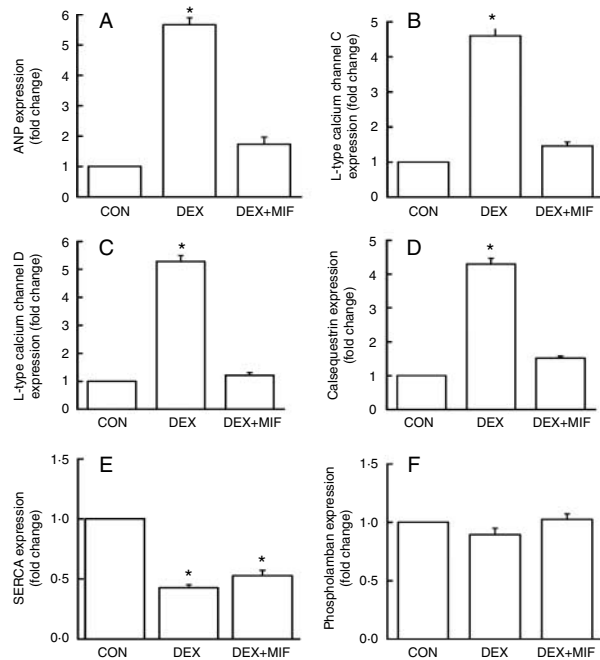 A
ANP expression
(fold change)
6
5
4
3
2
1
0
*
CON DEX DEX+MIF
B
L-type calcium channel C
expression (fold change)
5
4
3
2
1
0
*
CON DEX DEX+MIF
C
L-type calcium channel D
expression (fold change)
6
5
4
3
2
1
0
*
CON DEX DEX+MIF
D
Calsequestrin expression
(fold change)
5
4
3
2
1
0
*
CON DEX DEX+MIF
E
SERCA expression
(fold change)
1·5
1·0
0·5
0·0
* *
CON DEX DEX+MIF
F
Phospholamban expression
(fold change)
1·5
1·0
0·5
0·0
CON DEX DEX+MIF